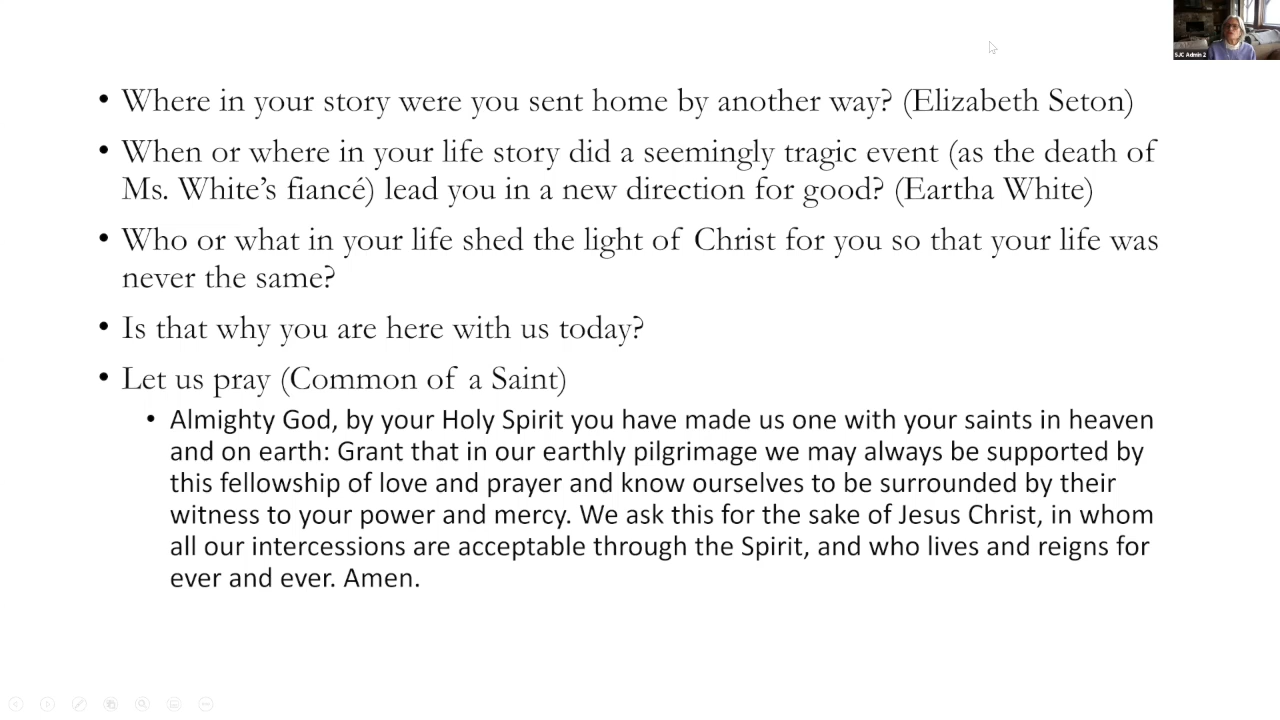 SJC Admin 2
• Where in your story were you sent home by another way? (Elizabeth Seton)
• When or where in your life story did a seemingly tragic event (as the death of
Ms. White’s fiancé) lead you in a new direction for good? (Eartha White)
• Who or what in your life shed the light of Christ for you so that your life was
never the same?
• Is that why you are here with us today?
• Let us pray (Common of a Saint)
• Almighty God, by your Holy Spirit you have made us one with your saints in heaven
and on earth: Grant that in our earthly pilgrimage we may always be supported by
this fellowship of love and prayer and know ourselves to be surrounded by their
witness to your power and mercy. We ask this for the sake of Jesus Christ, in whom
all our intercessions are acceptable through the Spirit, and who lives and reigns for
ever and ever. Amen.